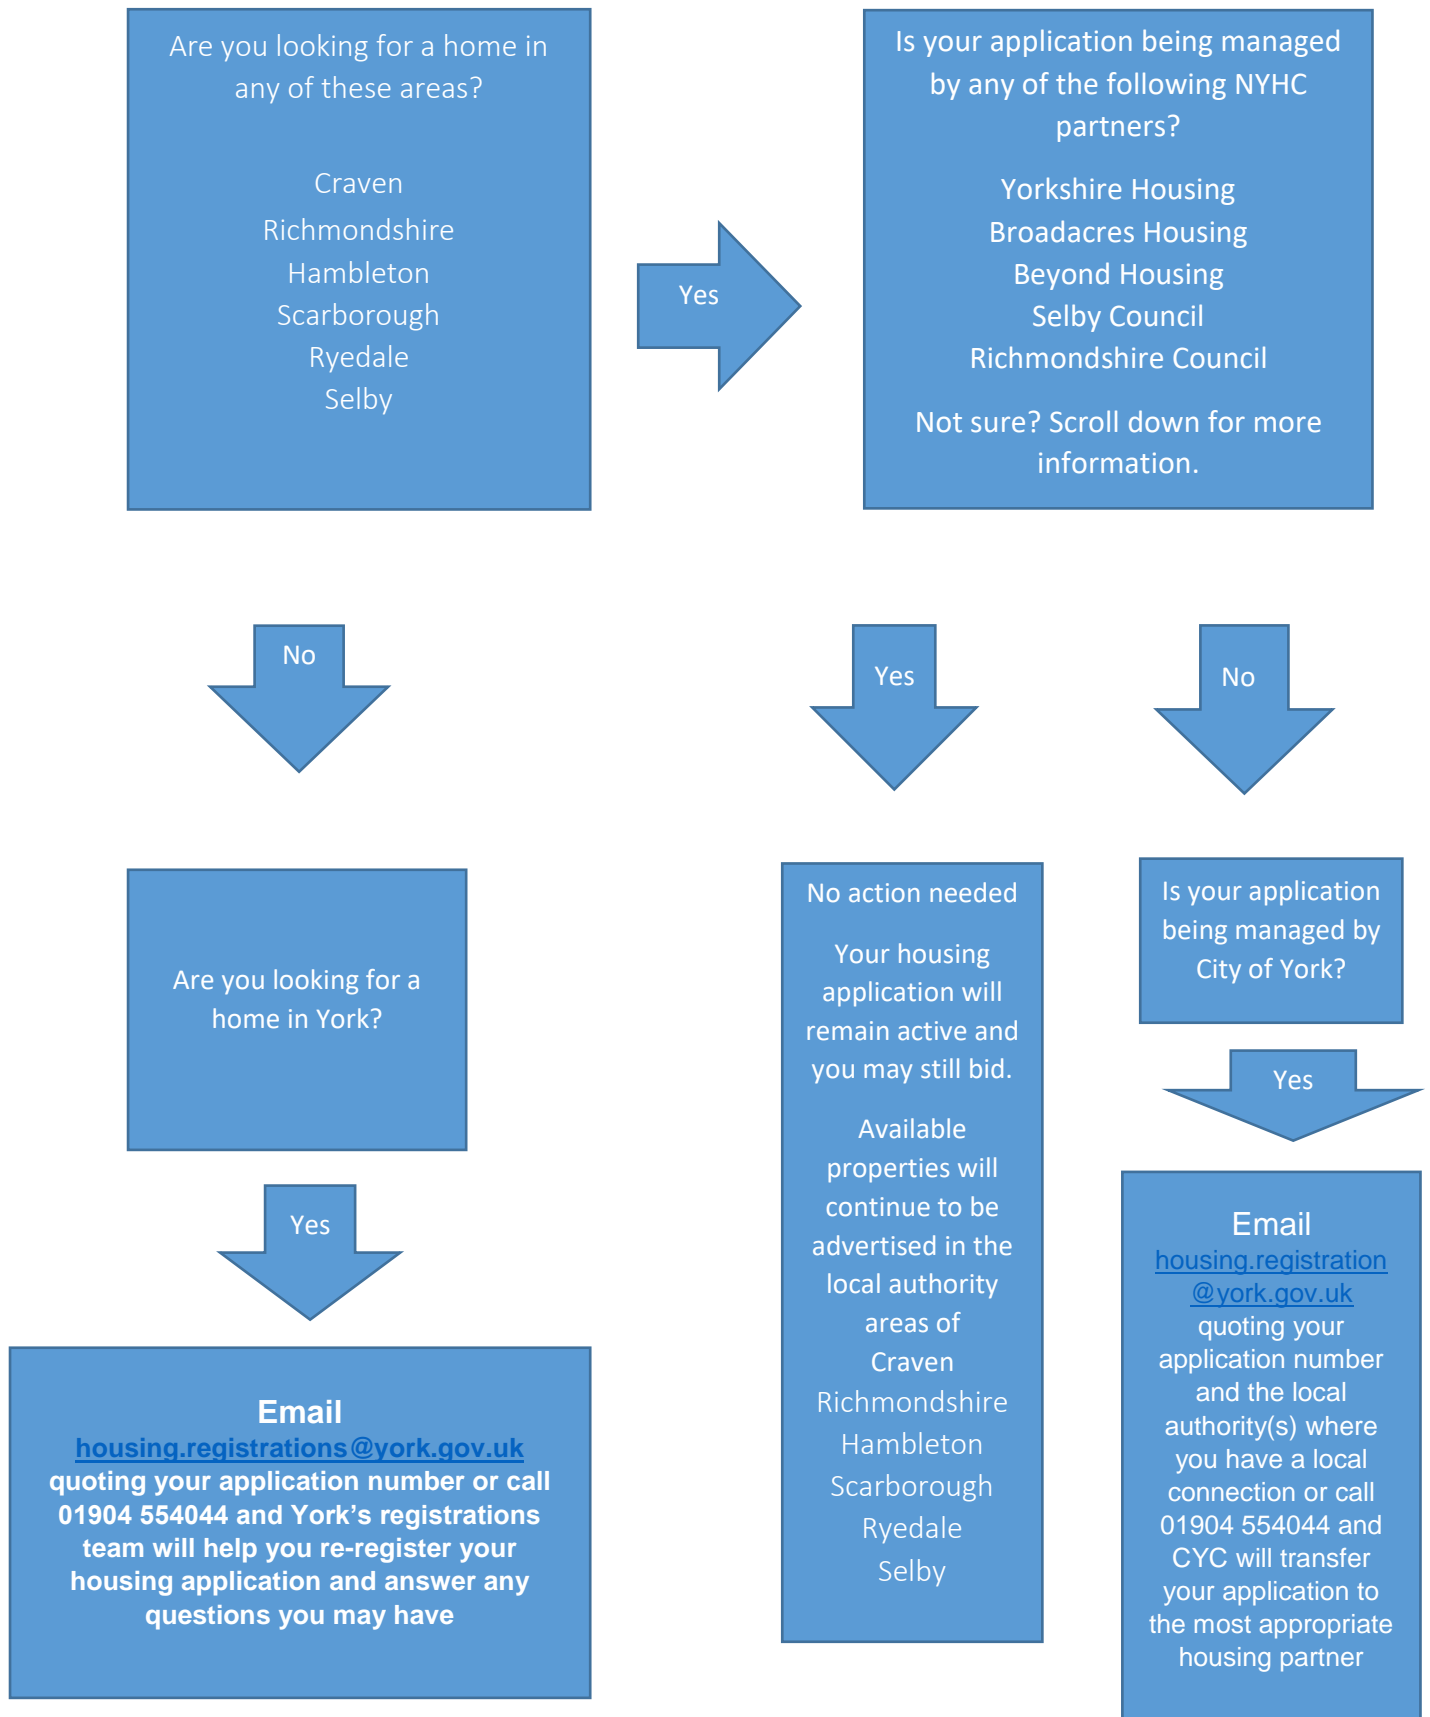 Are you looking for a home in
any of these areas?
Craven
Richmondshire
Hambleton
Scarborough
Ryedale
Selby
Yes
Is your application being managed
by any of the following NYHC
partners?
Yorkshire Housing
Broadacres Housing
Beyond Housing
Selby Council
Richmondshire Council
Not sure? Scroll down for more
information.
No
Yes
No
Are you looking for a
home in York?
Yes
Email
housing.registrations@york.gov.uk
quoting your application number or call
01904 554044 and York’s registrations
team will help you re-register your
housing application and answer any
questions you may have
No action needed
Your housing
application will
remain active and
you may still bid.
Available
properties will
continue to be
advertised in the
local authority
areas of
Craven
Richmondshire
Hambleton
Scarborough
Ryedale
Selby
Is your application
being managed by
City of York?
Yes
Email
housing.registration
@york.gov.uk
quoting your
application number
and the local
authority(s) where
you have a local
connection or call
01904 554044 and
CYC will transfer
your application to
the most appropriate
housing partner